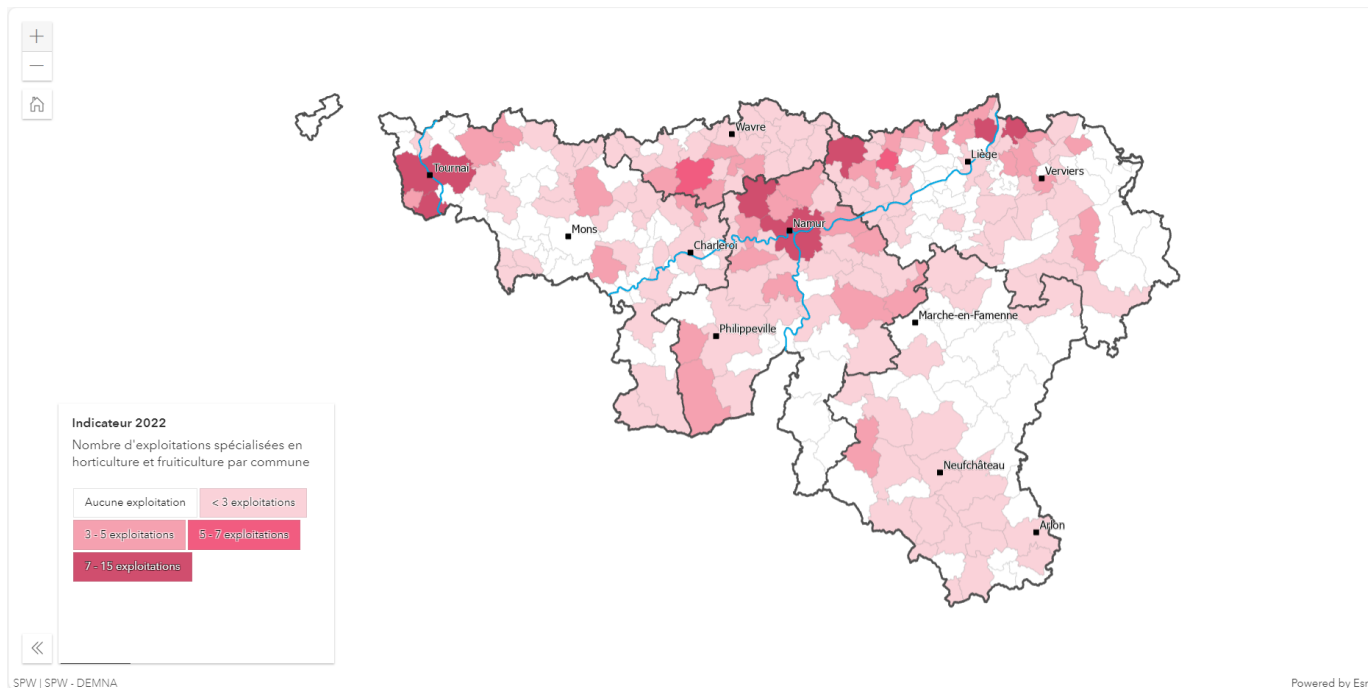 Wavre
Tournai
Liège
Verviers
Namur
Mons
Charleroi
Marche-en-Famenne
Philippeville
Neufchâteau
Arlon
Indicateur 2022
Nombre d'exploitations spécialisées en
horticulture et fruiticulture par commune
Aucune exploitation
< 3 exploitations
3 - 5 exploitations
5 - 7 exploitations
7 - 15 exploitations
SPW | SPW - DEMNA
Powered by Esr